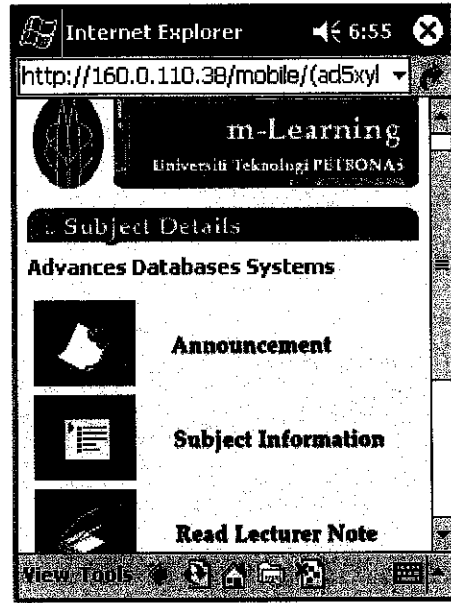 Internet Explorer 6:55
http://160.0.110.38/mobile/(ad5xyl
m-Learning
Universiti Teknologi PETRONAS
:. Subject Details
Advances Databases Systems
Announcement
Subject Information
Read Lecturer Note
View Tools